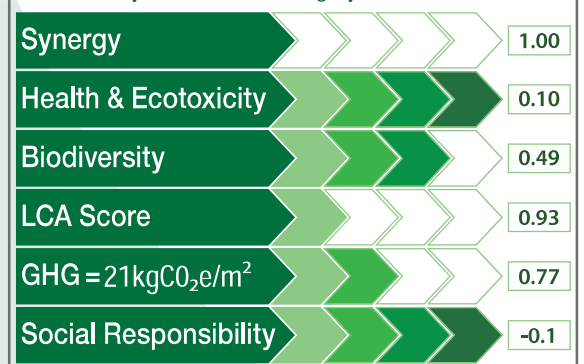 Synergy 1.00
Health & Ecotoxicity 0.10
Biodiversity 0.49
LCA Score 0.93
GHG = 21kgCO₂e/m² 0.77
Social Responsibility -0.1